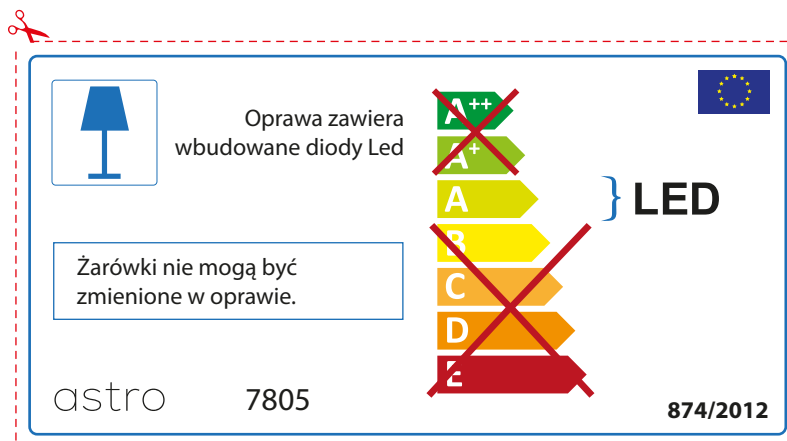 Oprawa zawiera
wbudowane diody Led
A++
A+
A
B
C
D
E
LED
Żarówki nie mogą być
zmienione w oprawie.
astro
7805
874/2012